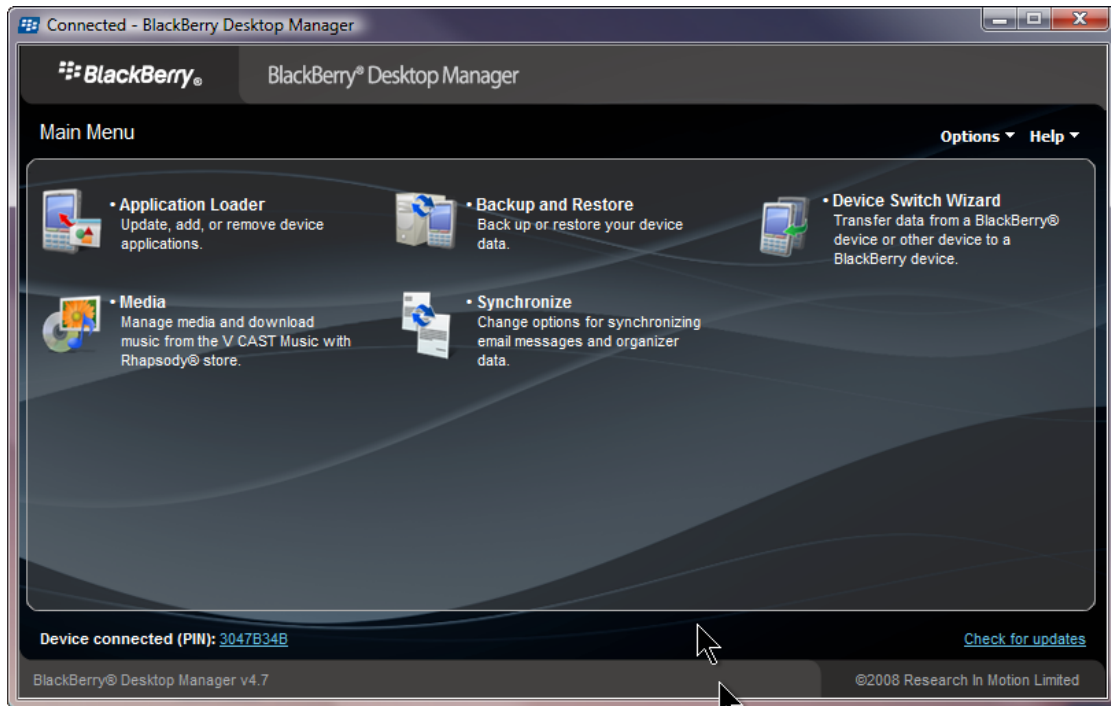 Connected - BlackBerry Desktop Manager
BlackBerry®
BlackBerry® Desktop Manager
Main Menu
Options
Help
• Application Loader
Update, add, or remove device
applications.
• Backup and Restore
Back up or restore your device
data.
• Device Switch Wizard
Transfer data from a BlackBerry®
device or other device to a
BlackBerry device.
• Media
Manage media and download
music from the V CAST Music with
Rhapsody® store.
• Synchronize
Change options for synchronizing
email messages and organizer
data.
Device connected (PIN): 3047B34B
Check for updates
BlackBerry® Desktop Manager v4.7
©2008 Research In Motion Limited